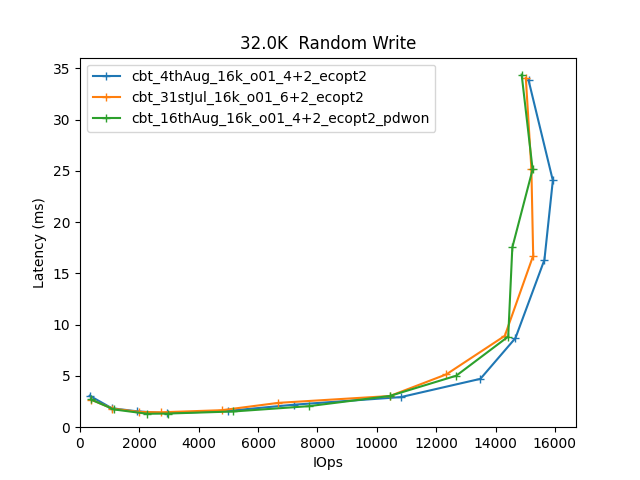 32.0K  Random Write
cbt_4thAug_16k_o01_4+2_ecopt2
cbt_31stJul_16k_o01_6+2_ecopt2
cbt_16thAug_16k_o01_4+2_ecopt2_pdwon
Latency (ms)
35
30
25
20
15
10
5
0
0 2000 4000 6000 8000 10000 12000 14000 16000
IOps